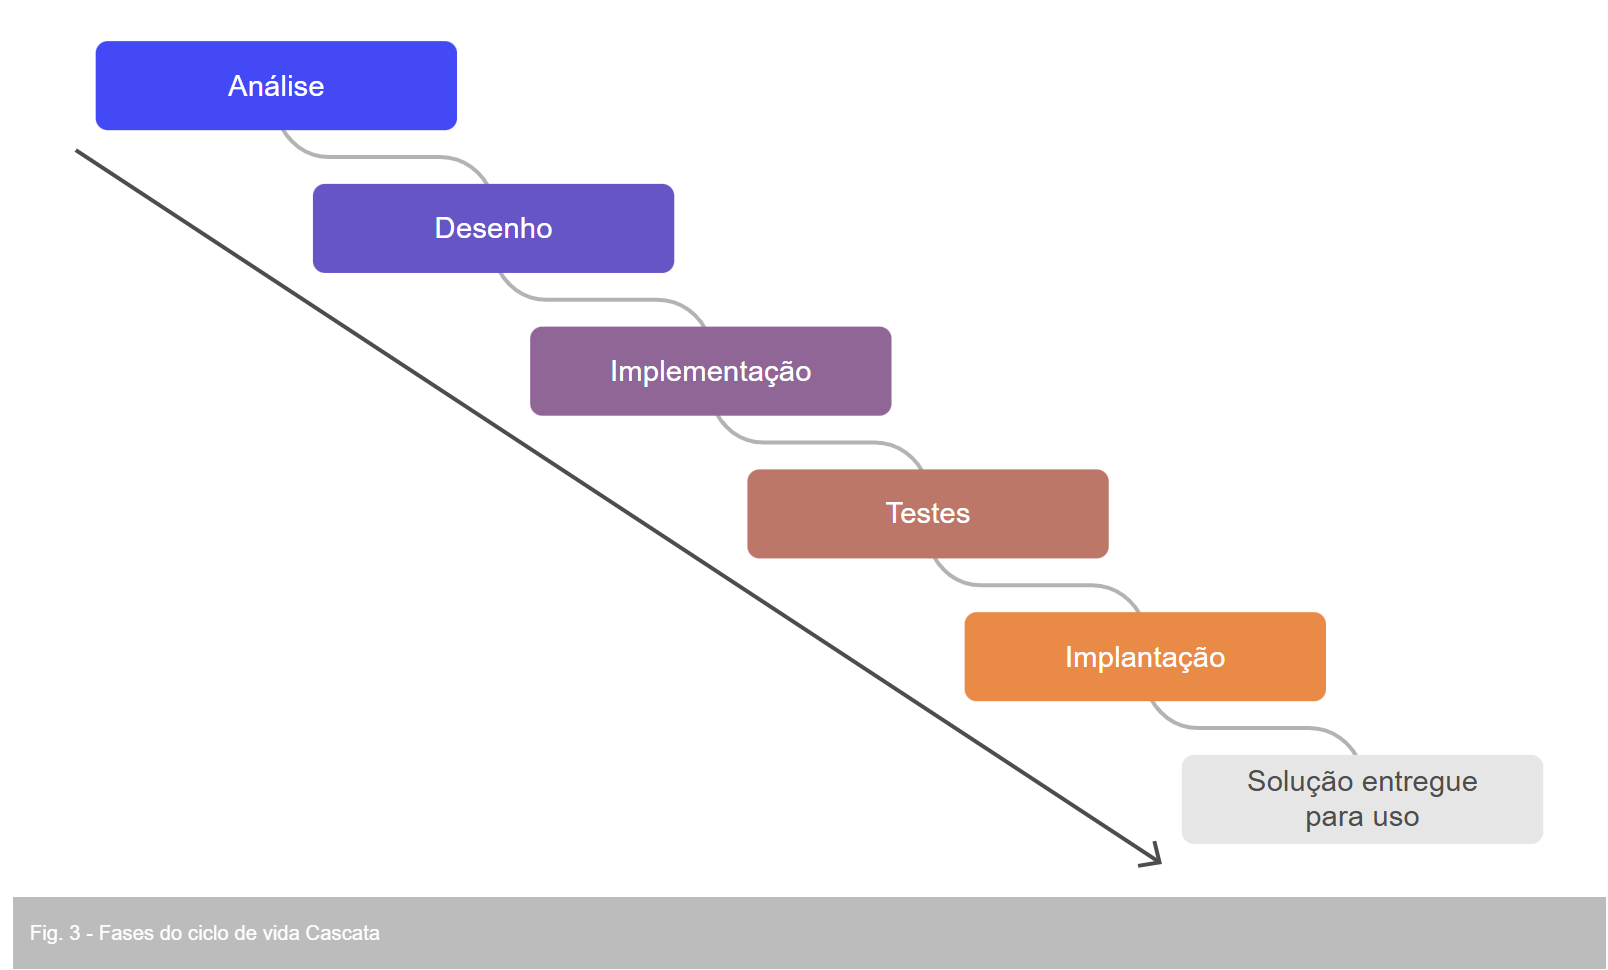 Análise
Desenho
Implementação
Testes
Implantação
Solução entregue
para uso
Fig. 3 - Fases do ciclo de vida Cascata